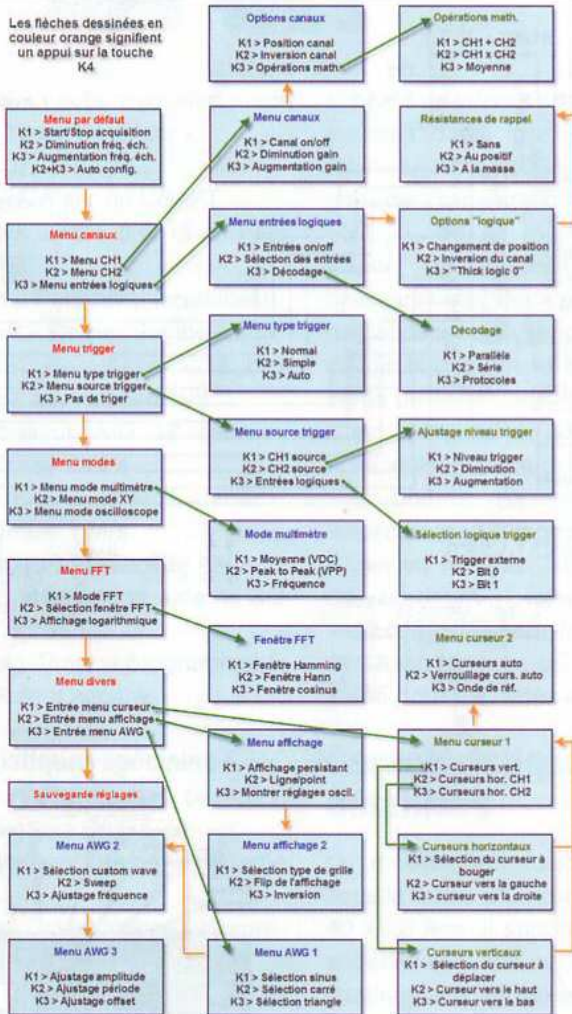 Les flèches dessinées en
couleur orange signifient
un appui sur la touche
K4
Options canaux
K1 > Position canal
K2 > Inversion canal
K3 > Opérations math.
Opérations math.
K1 > CH1 + CH2
K2 > CH1 x CH2
K3 > Moyenne
Menu par défaut
K1 > Start/Stop acquisition
K2 > Diminution fréq. éch.
K3 > Augmentation fréq. éch.
K2+K3 > Auto config.
Menu canaux
K1 > Canal on/off
K2 > Diminution gain
K3 > Augmentation gain
Résistances de rappel
K1 > Sans
K2 > Au positif
K3 > A la masse
Menu canaux
K1 > Menu CH1
K2 > Menu CH2
K3 > Menu entrées logiques
Menu entrées logiques
K1 > Entrées on/off
K2 > Sélection des entrées
K3 > Décodage
Options "logique"
K1 > Changement de position
K2 > Inversion du canal
K3 > "Thick logic 0"
Menu trigger
K1 > Menu type trigger
K2 > Menu source trigger
K3 > Pas de triger
Menu type trigger
K1 > Normal
K2 > Simple
K3 > Auto
Décodage
K1 > Parallèle
K2 > Série
K3 > Protocoles
Menu source trigger
K1 > CH1 source
K2 > CH2 source
K3 > Entrées logiques
Ajustage niveau trigger
K1 > Niveau trigger
K2 > Diminution
K3 > Augmentation
Menu modes
K1 > Menu mode multimètre
K2 > Menu mode XY
K3 > Menu mode oscilloscope
Mode multimètre
K1 > Moyenne (VDC)
K2 > Peak to Peak (VPP)
K3 > Fréquence
Sélection logique trigger
K1 > Trigger externe
K2 > Bit 0
K3 > Bit 1
Menu FFT
K1 > Mode FFT
K2 > Sélection fenêtre FFT
K3 > Affichage logarithmique
Fenêtre FFT
K1 > Fenêtre Hamming
K2 > Fenêtre Hann
K3 > Fenêtre cosinus
Menu curseur 2
K1 > Curseurs auto
K2 > Verrouillage curs. auto
K3 > Onde de réf.
Menu divers
K1 > Entrée menu curseur
K2 > Entrée menu affichage
K3 > Entrée menu AWG
Menu affichage
K1 > Affichage persistant
K2 > Ligne/point
K3 > Montrer réglages oscil.
Menu curseur 1
K1 > Curseurs vert.
K2 > Curseurs hor. CH1
K3 > Curseurs hor. CH2
Sauvegarde réglages
Menu AWG 2
K1 > Sélection custom wave
K2 > Sweep
K3 > Ajustage fréquence
Menu affichage 2
K1 > Sélection type de grille
K2 > Flip de l'affichage
K3 > Inversion
Curseurs horizontaux
K1 > Sélection du curseur à
bouger
K2 > Curseur vers la gauche
K3 > curseur vers la droite
Menu AWG 3
K1 > Ajustage amplitude
K2 > Ajustage période
K3 > Ajustage offset
Menu AWG 1
K1 > Sélection sinus
K2 > Sélection carré
K3 > Sélection triangle
Curseurs verticaux
K1 > Sélection du curseur à
déplacer
K2 > Curseur vers le haut
K3 > Curseur vers le bas